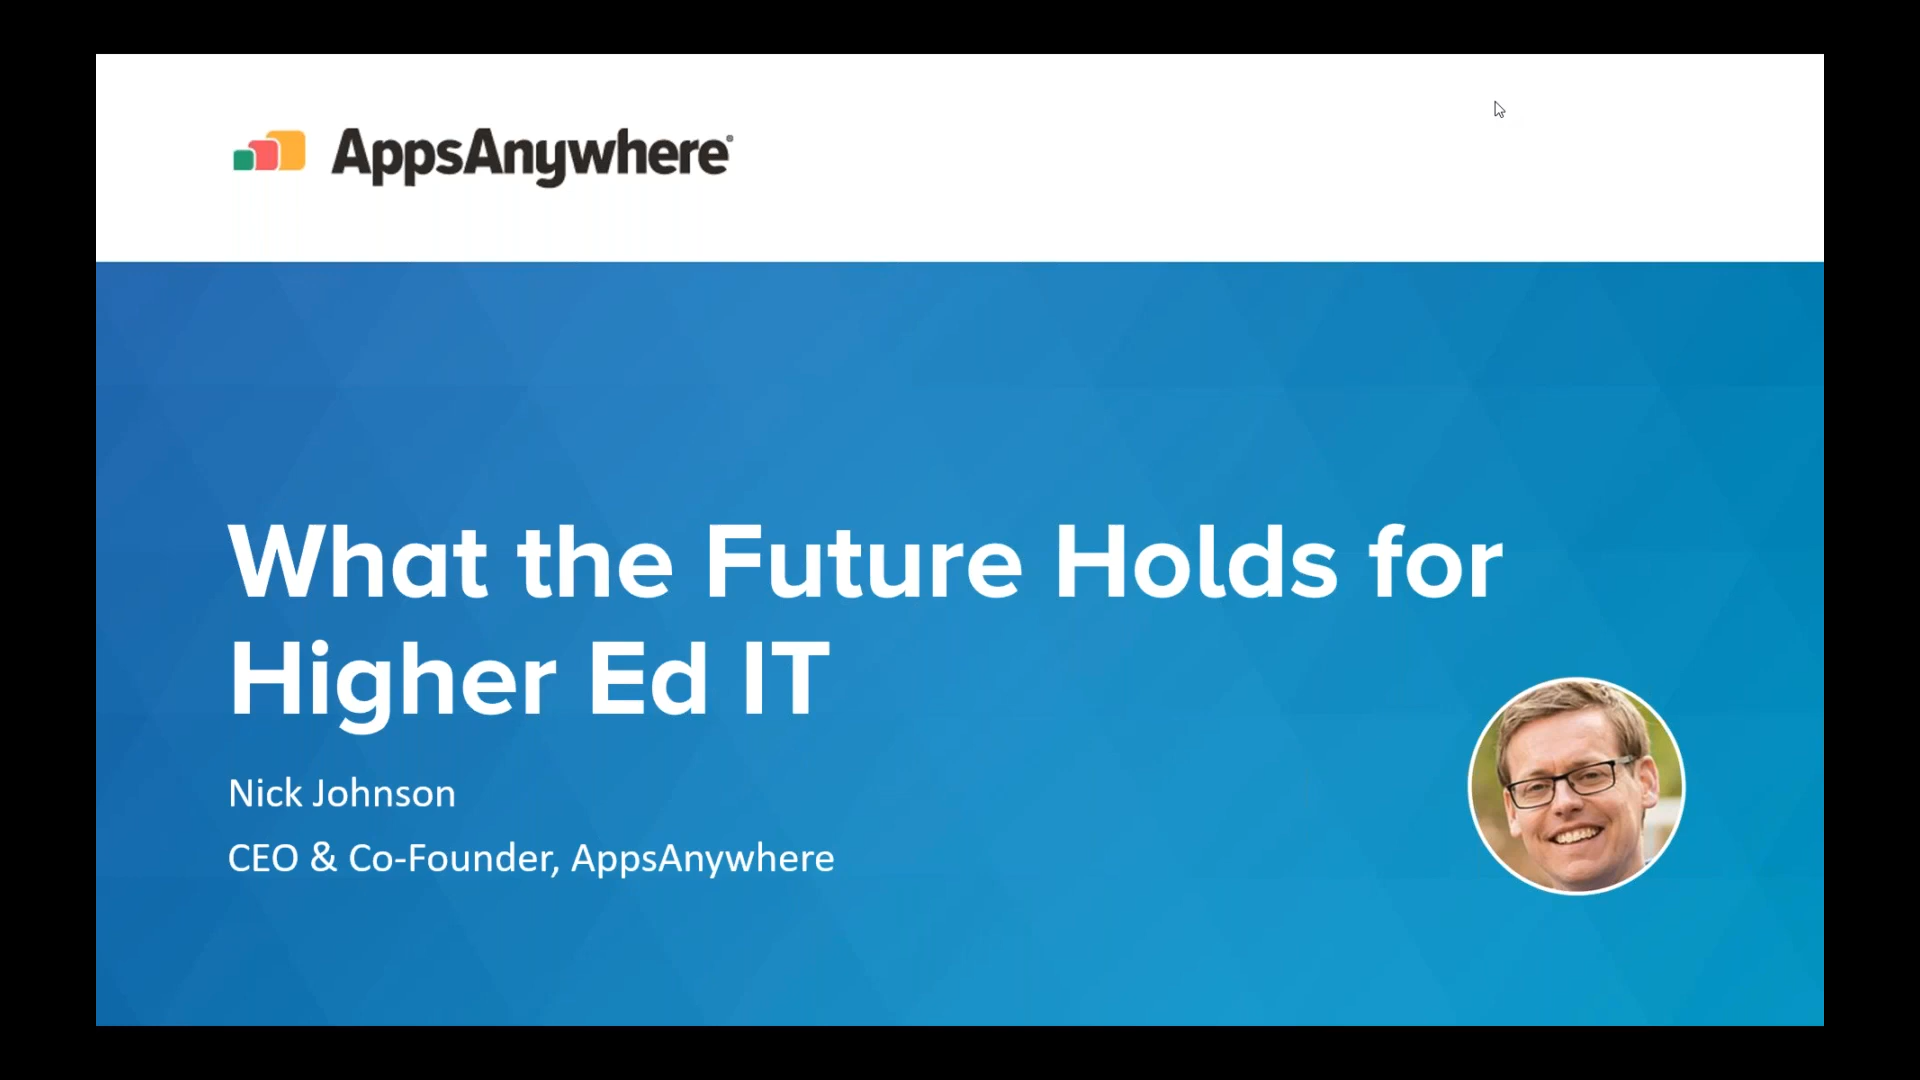 AppsAnywhere®
What the Future Holds for
Higher Ed IT
Nick Johnson
CEO & Co-Founder, AppsAnywhere